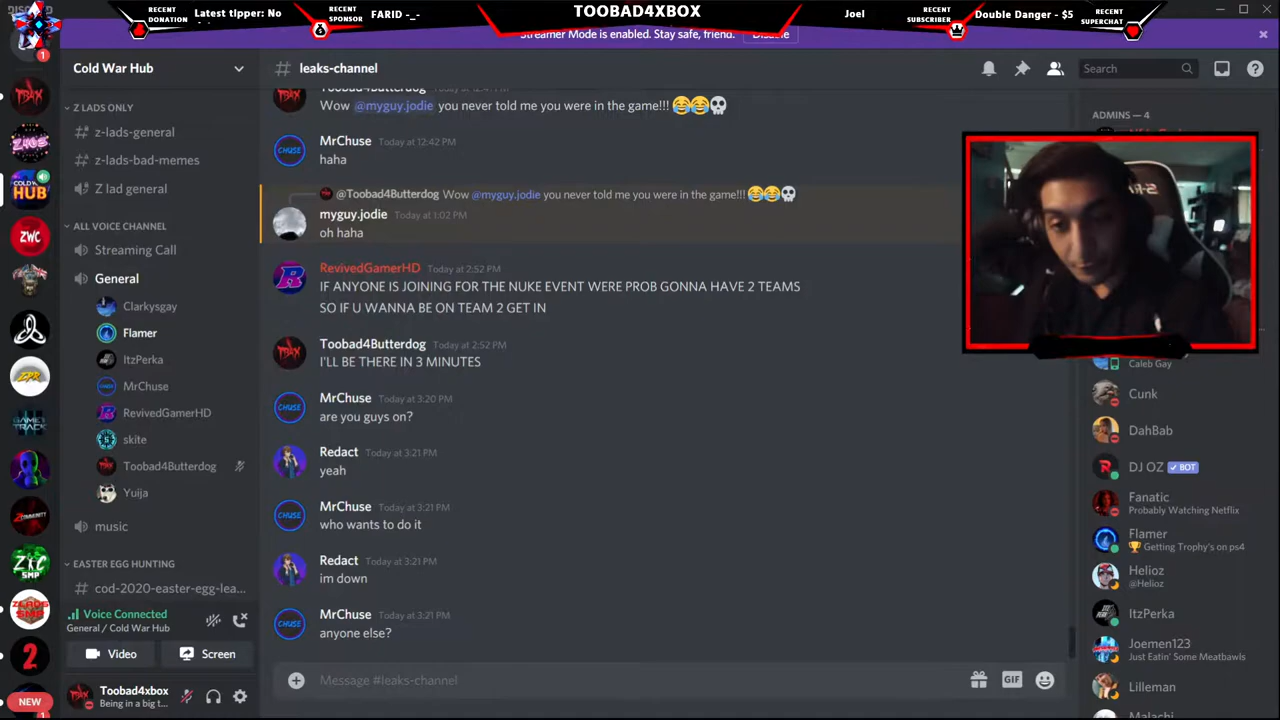 RECENT DONATION
Latest tipper: No
RECENT SPONSOR
FARID -_-
TOOBAD4XBOX
Joel
RECENT SUBSCRIBER
Double Danger - $5
RECENT SUPERCHAT
Streamer Mode is enabled. Stay safe, friend.
Disable
Cold War Hub
leaks-channel
Search
Z LADS ONLY
z-lads-general
z-lads-bad-memes
Z lad general
ALL VOICE CHANNEL
Streaming Call
General
Clarkysgay
Flamer
ItzPerka
MrChuse
RevivedGamerHD
skite
Toobad4Butterdog
Yuija
music
EASTER EGG HUNTING
cod-2020-easter-egg-lea...
Voice Connected
General / Cold War Hub
Video
Screen
Toobad4xbox
Being in a big t...
NEW
Toobad4Butterdog
Wow @myguy.jodie you never told me you were in the game!!! 😂😂💀
MrChuse Today at 12:42 PM
haha
@Toobad4Butterdog Wow @myguy.jodie you never told me you were in the game!!! 😂😂💀
myguy.jodie Today at 1:02 PM
oh haha
RevivedGamerHD Today at 2:52 PM
IF ANYONE IS JOINING FOR THE NUKE EVENT WERE PROB GONNA HAVE 2 TEAMS
SO IF U WANNA BE ON TEAM 2 GET IN
Toobad4Butterdog Today at 2:52 PM
I'LL BE THERE IN 3 MINUTES
MrChuse Today at 3:20 PM
are you guys on?
Redact Today at 3:21 PM
yeah
MrChuse Today at 3:21 PM
who wants to do it
Redact Today at 3:21 PM
im down
MrChuse Today at 3:21 PM
anyone else?
Message #leaks-channel
GIF
ADMINS — 4
Caleb Gay
Cunk
DahBab
DJ OZ ✓ BOT
Fanatic
Probably Watching Netflix
Flamer
🏆 Getting Trophy's on ps4
Helioz
@Helioz
ItzPerka
Joemen123
Just Eatin' Some Meatbawls
Lilleman
Malachi